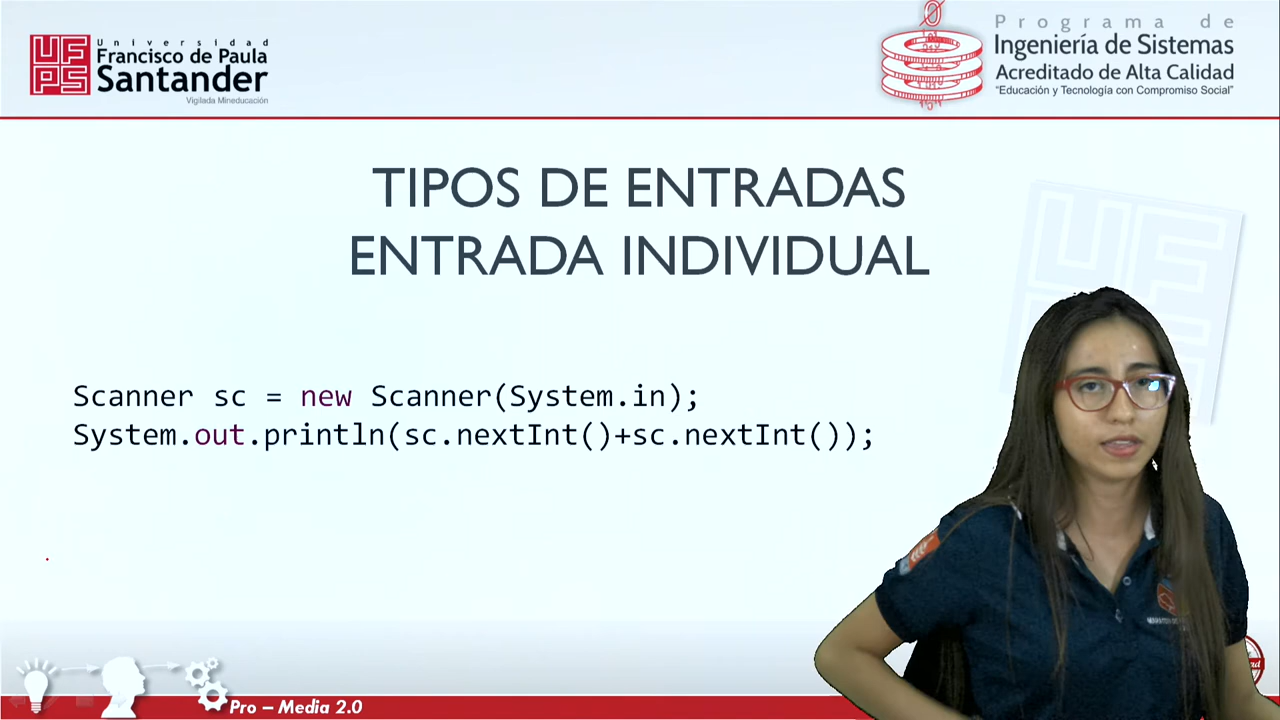 Universidad
Francisco de Paula
Santander
Vigilada Mineducación
UF
PS
Programa de
Ingeniería de Sistemas
Acreditado de Alta Calidad
"Educación y Tecnología con Compromiso Social"
TIPOS DE ENTRADAS
ENTRADA INDIVIDUAL
Scanner sc = new Scanner(System.in);
System.out.println(sc.nextInt()+sc.nextInt());
Pro – Media 2.0